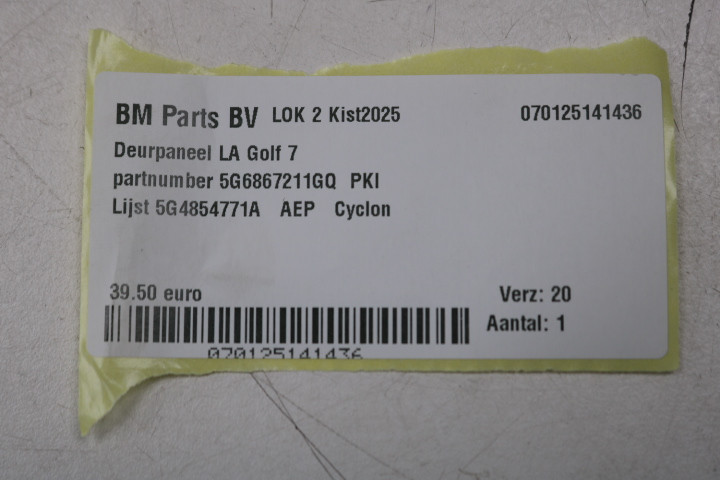 BM Parts BV LOK 2 Kist2025 070125141436
Deurpaneel LA Golf 7
partnumber 5G6867211GQ PKI
Lijst 5G4854771A AEP Cyclon
39.50 euro Verz: 20
Aantal: 1
070125141436